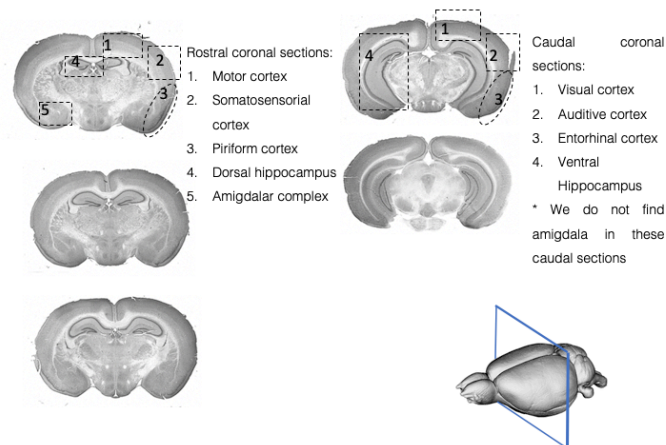 1
2
3
4
5
Rostral coronal sections:
1. Motor cortex
2. Somatosensorial
cortex
3. Piriform cortex
4. Dorsal hippocampus
5. Amigdalar complex
1
2
3
4
Caudal coronal
sections:
1. Visual cortex
2. Auditive cortex
3. Entorhinal cortex
4. Ventral
Hippocampus
* We do not find
amigdala in these
caudal sections